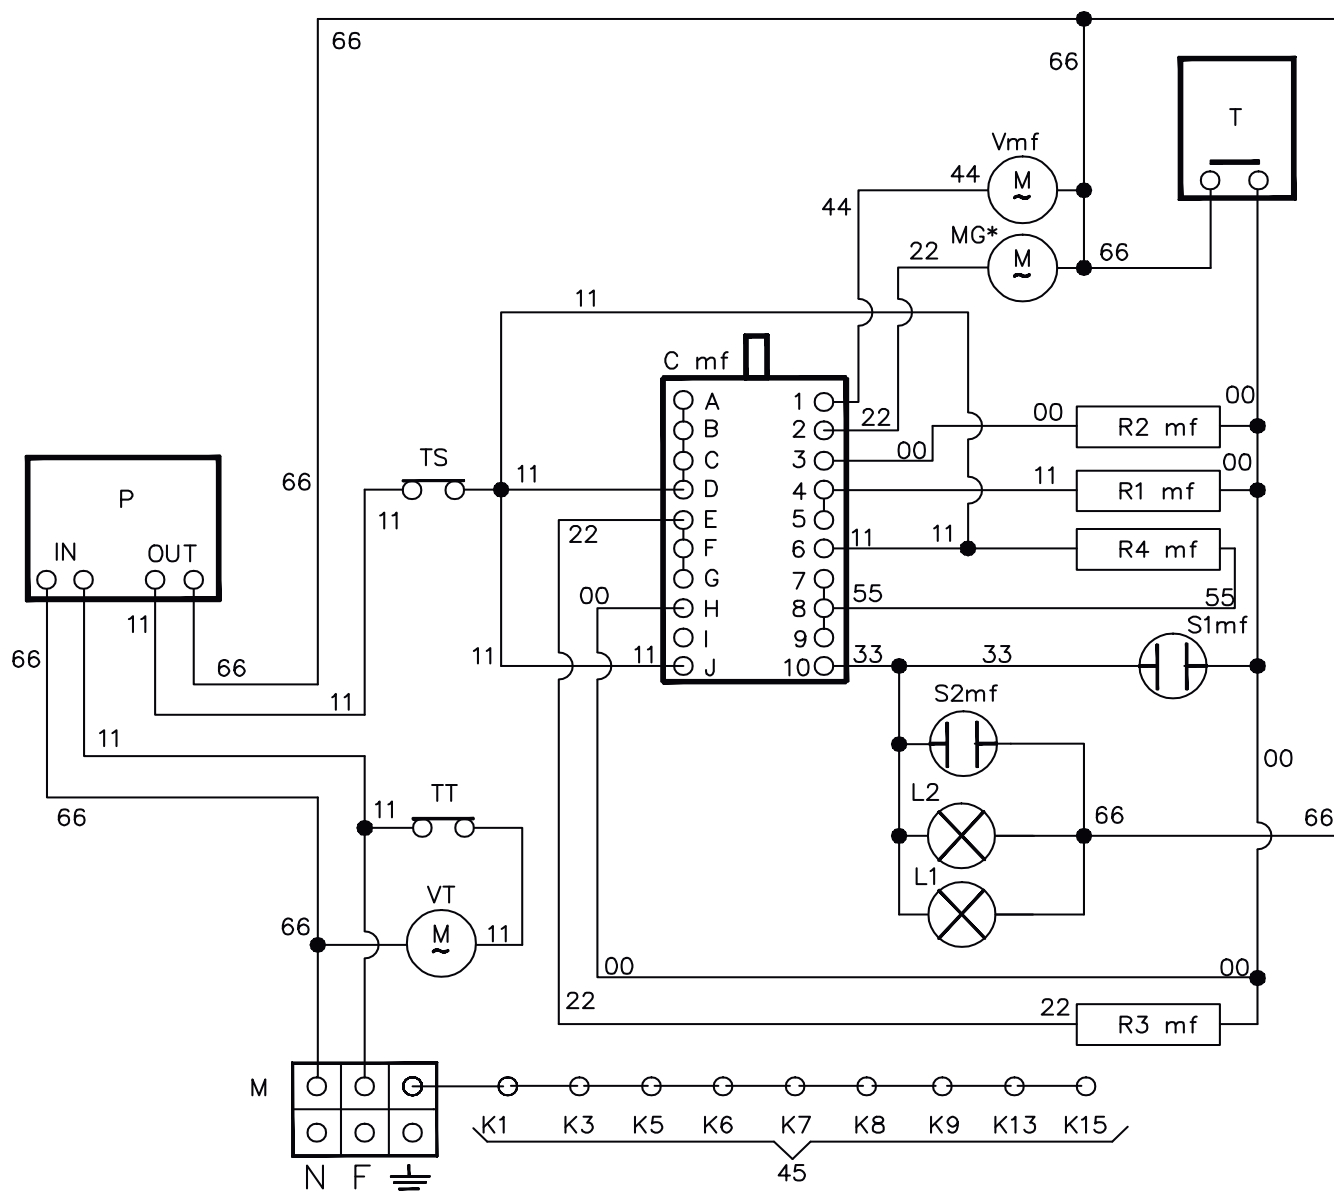 66
66
T
Vmf
44
M
~
44
MG*
22
M
~
66
11
C mf
A 1
B 2
22
C 3
00
D 4
E 5
F 6
G 7
H 8
I 9
J 10
00
R2 mf
00
11
R1 mf
00
11
11
R4 mf
55
55
S1mf
33
33
S2mf
L2
L1
66
66
00
TS
11
11
66
P
IN OUT
22
00
11
11
11
66
66
11
11
66
TT
11
VT
M
~
11
66
00
00
22
22
R3 mf
M
K1 K3 K5 K6 K7 K8 K9 K13 K15
45
N F